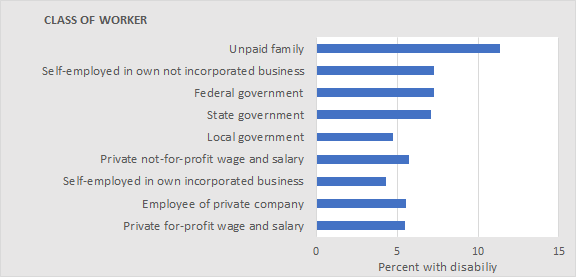 CLASS OF WORKER
Unpaid family
Self-employed in own not incorporated business
Federal government
State government
Local government
Private not-for-profit wage and salary
Self-employed in own incorporated business
Employee of private company
Private for-profit wage and salary
0 5 10 15
Percent with disabiliy